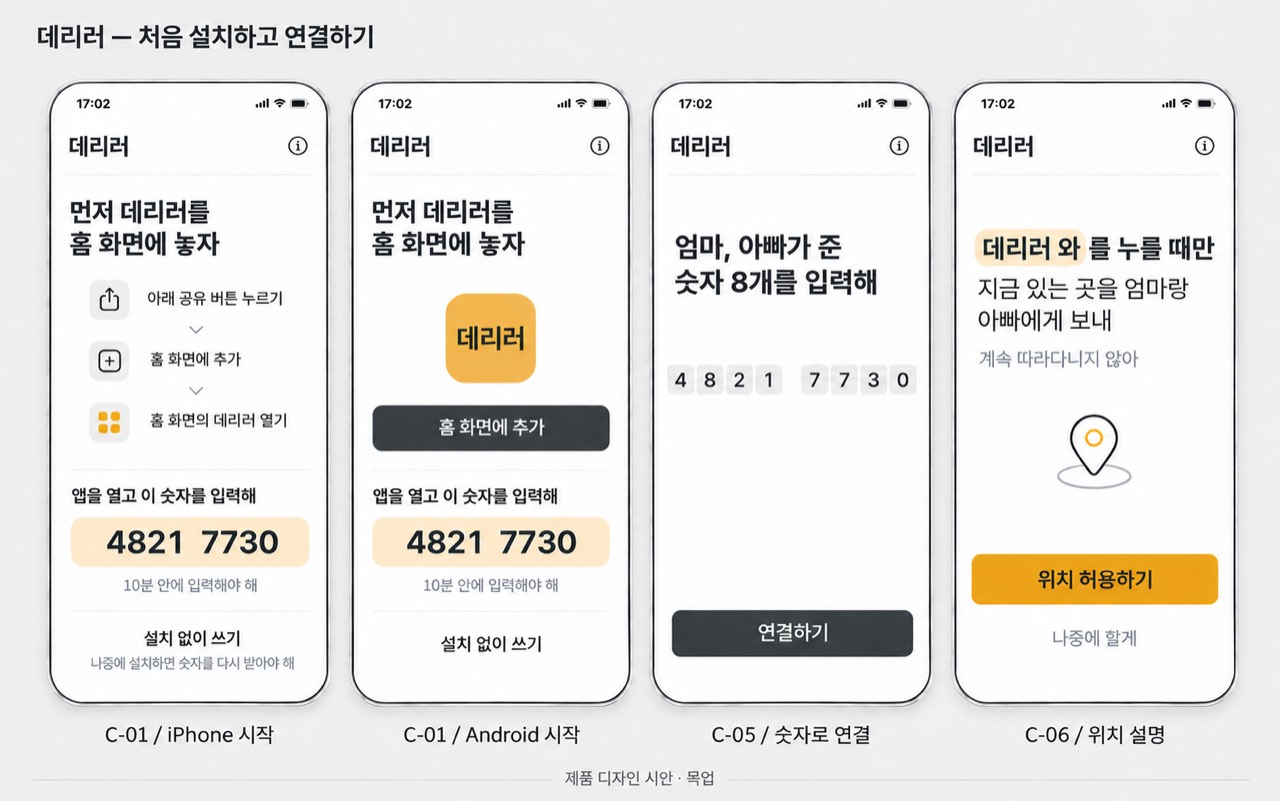 데리러 — 처음 설치하고 연결하기
17:02
데리러
먼저 데리러를
홈 화면에 놓자
아래 공유 버튼 누르기
홈 화면에 추가
홈 화면의 데리러 열기
앱을 열고 이 숫자를 입력해
4821 7730
10분 안에 입력해야 해
설치 없이 쓰기
나중에 설치하면 숫자를 다시 받아야 해
C-01 / iPhone 시작
17:02
데리러
먼저 데리러를
홈 화면에 놓자
데리러
홈 화면에 추가
앱을 열고 이 숫자를 입력해
4821 7730
10분 안에 입력해야 해
설치 없이 쓰기
C-01 / Android 시작
17:02
데리러
엄마, 아빠가 준
숫자 8개를 입력해
4 8 2 1 7 7 3 0
연결하기
C-05 / 숫자로 연결
17:02
데리러
데리러 와 를 누를 때만
지금 있는 곳을 엄마랑
아빠에게 보내
계속 따라다니지 않아
위치 허용하기
나중에 할게
C-06 / 위치 설명
제품 디자인 시안 · 목업